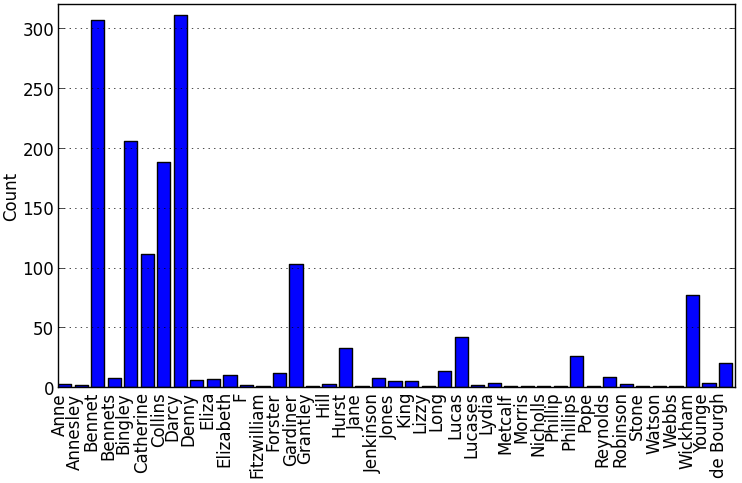 300
250
200
150
100
50
0
Count
Anne
Annesley
Bennet
Bennets
Bingley
Catherine
Collins
Darcy
Denny
Eliza
Elizabeth
F
Fitzwilliam
Forster
Gardiner
Grantley
Hill
Hurst
Jane
Jenkinson
Jones
King
Lizzy
Long
Lucas
Lucases
Lydia
Metcalf
Morris
Nicholls
Phillip
Phillips
Pope
Reynolds
Robinson
Stone
Watson
Webbs
Wickham
Younge
de Bourgh